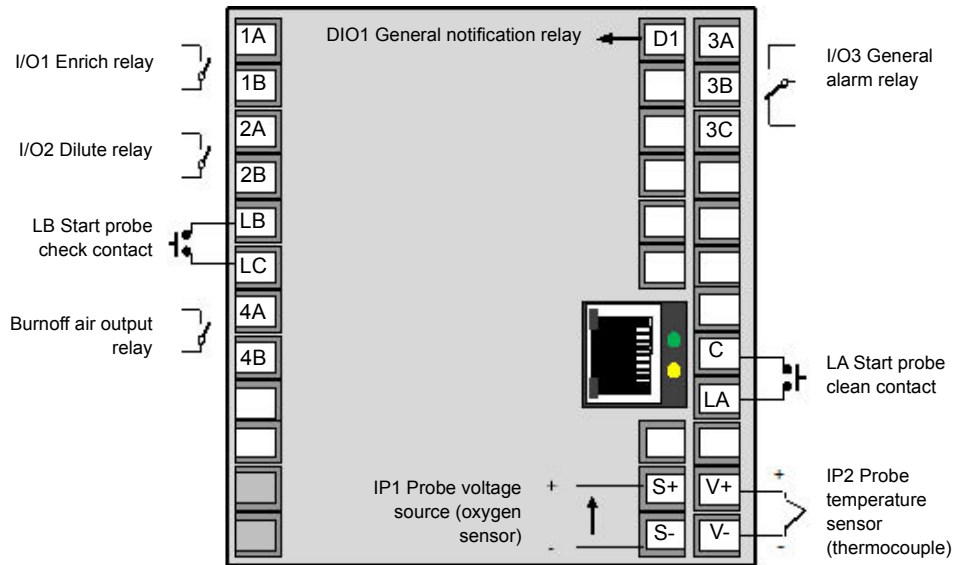 1A
DIO1 General notification relay
D1
3A
I/O1 Enrich relay
I/O3 General
alarm relay
1B
3B
2A
3C
I/O2 Dilute relay
2B
LB Start probe
check contact
LB
LC
Burnoff air output
relay
4A
4B
C
LA
LA Start probe
clean contact
IP1 Probe voltage
source (oxygen
sensor)
+
-
S+
S-
V+
V-
+
-
IP2 Probe
temperature
sensor
(thermocouple)